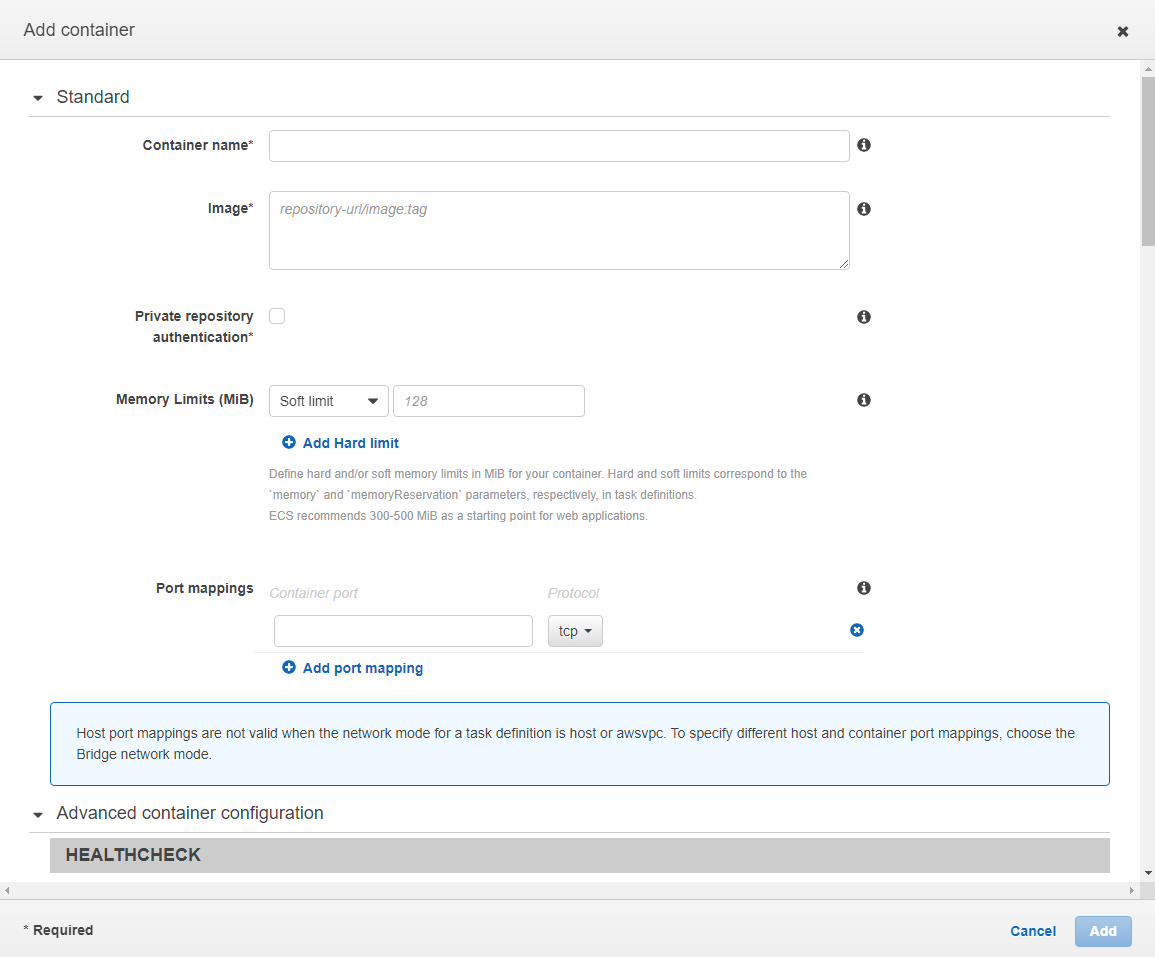 Add container
Standard
Container name*
Image*
repository-url/image:tag
Private repository
authentication*
Memory Limits (MiB)
Soft limit
128
Add Hard limit
Define hard and/or soft memory limits in MiB for your container. Hard and soft limits correspond to the
`memory` and `memoryReservation` parameters, respectively, in task definitions.
ECS recommends 300-500 MiB as a starting point for web applications.
Port mappings
Container port
Protocol
tcp
Add port mapping
Host port mappings are not valid when the network mode for a task definition is host or awsvpc. To specify different host and container port mappings, choose the
Bridge network mode.
Advanced container configuration
HEALTHCHECK
* Required
Cancel
Add